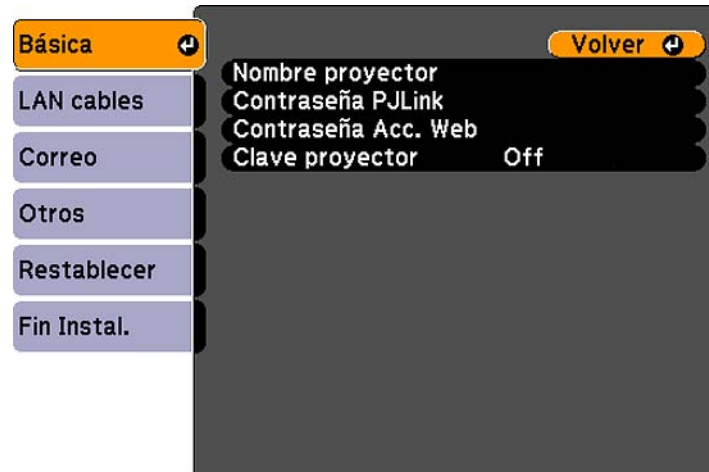 Básica
LAN cables
Correo
Otros
Restablecer
Fin Instal.
Volver
Nombre proyector
Contraseña PJLink
Contraseña Acc. Web
Clave proyector Off